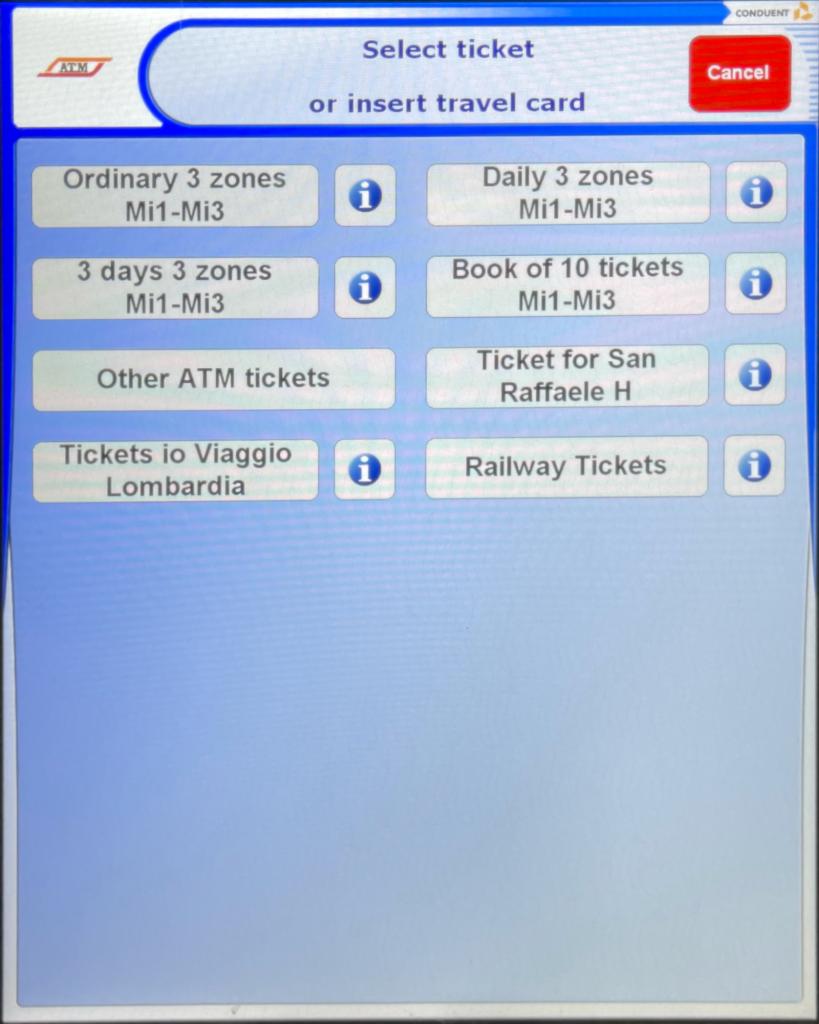 CONDUENT
ATM
Select ticket
or insert travel card
Cancel
Ordinary 3 zones
Mi1-Mi3
i
Daily 3 zones
Mi1-Mi3
i
3 days 3 zones
Mi1-Mi3
i
Book of 10 tickets
Mi1-Mi3
i
Other ATM tickets
Ticket for San
Raffaele H
i
Tickets io Viaggio
Lombardia
i
Railway Tickets
i